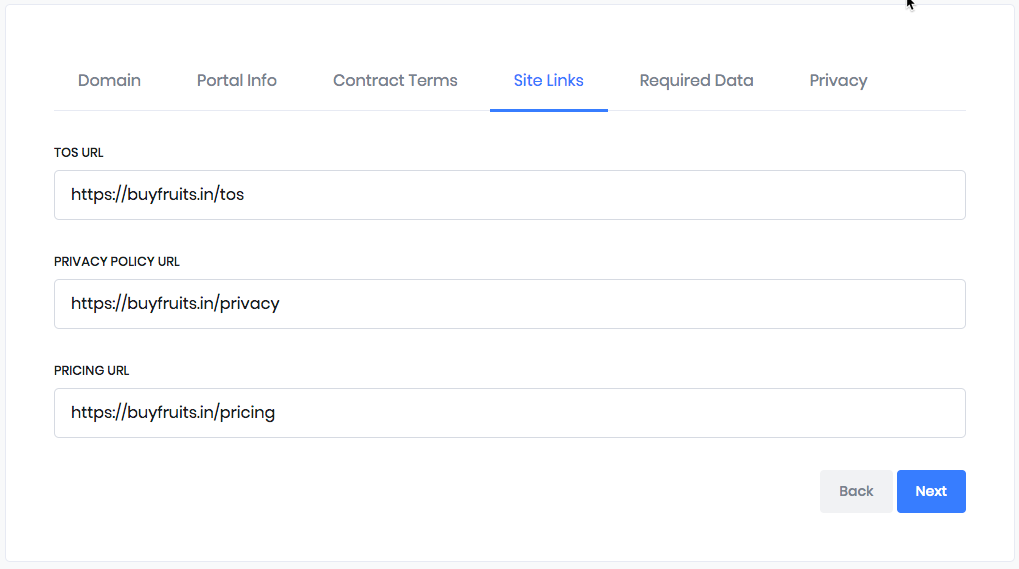 Domain Portal Info Contract Terms Site Links Required Data Privacy
TOS URL
https://buyfruits.in/tos
PRIVACY POLICY URL
https://buyfruits.in/privacy
PRICING URL
https://buyfruits.in/pricing
Back Next